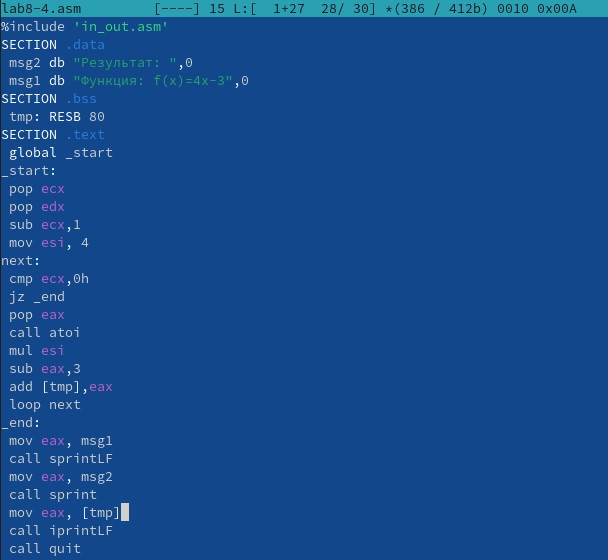 lab8-4.asm         [----] 15 L:[  1+27  28/ 30] *(386 / 412b) 0010 0x00A
%include 'in_out.asm'
SECTION .data
 msg2 db "Результат: ",0
 msg1 db "Функция: f(x)=4x-3",0
SECTION .bss
 tmp: RESB 80
SECTION .text
 global _start
_start:
 pop ecx
 pop edx
 sub ecx,1
 mov esi, 4
next:
 cmp ecx,0h
 jz _end
 pop eax
 call atoi
 mul esi
 sub eax,3
 add [tmp],eax
 loop next
_end:
 mov eax, msg1
 call sprintLF
 mov eax, msg2
 call sprint
 mov eax, [tmp]
 call iprintLF
 call quit